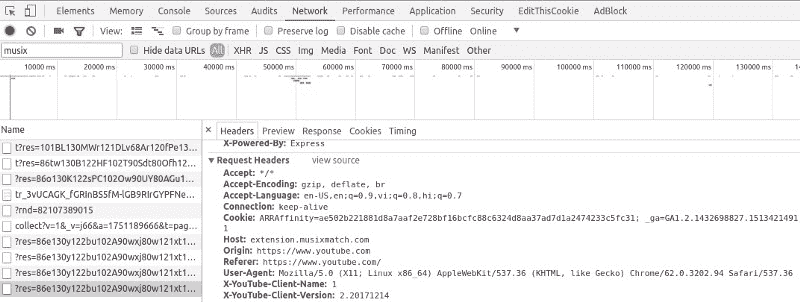 Elements Memory Console Sources Audits Network Performance Application Security EditThisCookie AdBlock
View: Group by frame Preserve log Disable cache Offline Online
musix Hide data URLs All XHR JS CSS Img Media Font Doc WS Manifest Other
10000 ms 20000 ms 30000 ms 40000 ms 50000 ms 60000 ms 70000 ms 80000 ms 90000 ms 100000 ms 110000 ms 120000 ms 130000 ms 14
Name
t?res=101BL130MWr121DLv68Ar120fPe13...
t?res=86tw130B122HF102T90Sdt80Ofh12...
?res=86o130K122sPC102Ow90UY80AGu1...
tr_3vUCAGK_fGRInBS5fM-lGB9RIrGYPFNe...
?rnd=82107389015
collect?v=1&_v=j66&a=1751189666&t=pag...
?res=86e130y122bu102A90wxj80w121xt1...
?res=86e130y122bu102A90wxj80w121xt1...
?res=86e130y122bu102A90wxj80w121xt1...
?res=86e130y122bu102A90wxj80w121xt1...
× Headers Preview Response Cookies Timing
X-Powered-By: Express
Request Headers view source
Accept: */*
Accept-Encoding: gzip, deflate, br
Accept-Language: en-US,en;q=0.9,vi;q=0.8,hi;q=0.7
Connection: keep-alive
Cookie: ARRAffinity=ae502b221881d8a7aaf2e728bf16bcfc88c6324d8aa37ad7d1a2474233c5fc31; _ga=GA1.2.1432698827.1513421491
1
Host: extension.musixmatch.com
Origin: https://www.youtube.com
Referer: https://www.youtube.com/
User-Agent: Mozilla/5.0 (X11; Linux x86_64) AppleWebKit/537.36 (KHTML, like Gecko) Chrome/62.0.3202.94 Safari/537.36
X-YouTube-Client-Name: 1
X-YouTube-Client-Version: 2.20171214